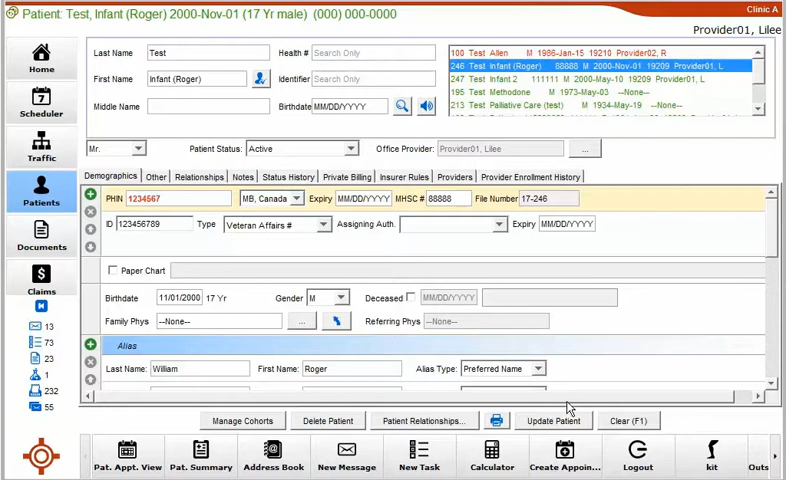 Patient: Test, Infant (Roger) 2000-Nov-01 (17 Yr male) (000) 000-0000
Clinic A
Provider01, Lilee
Home
Scheduler
7
Traffic
Patients
Documents
Claims
13
73
23
1
232
55
Last Name Test Health # Search Only
First Name Infant (Roger) Identifier Search Only
Middle Name Birthdate MM/DD/YYYY
100 Test Allen M 1986-Jan-15 19210 Provider02, R
246 Test Infant (Roger) 88888 M 2000-Nov-01 19209 Provider01, L
247 Test Infant 2 111111 M 2000-May-10 19209 Provider01, L
195 Test Methodone M 1973-May-03 --None--
213 Test Palliative Care (test) M 1934-May-19 --None--
Mr. Patient Status: Active Office Provider: Provider01, Lilee ...
Demographics Other Relationships Notes Status History Private Billing Insurer Rules Providers Provider Enrollment History
PHIN 1234567 MB, Canada Expiry MM/DD/YYYY MHSC # 88888 File Number 17-246
ID 123456789 Type Veteran Affairs # Assigning Auth. Expiry MM/DD/YYYY
Paper Chart
Birthdate 11/01/2000 17 Yr Gender M Deceased MM/DD/YYYY
Family Phys --None-- ... Referring Phys --None--
Alias
Last Name: William First Name: Roger Alias Type: Preferred Name
Manage Cohorts Delete Patient Patient Relationships... Update Patient Clear (F1)
Pat. Appt. View Pat. Summary Address Book New Message New Task Calculator Create Appoin... Logout kit Outs